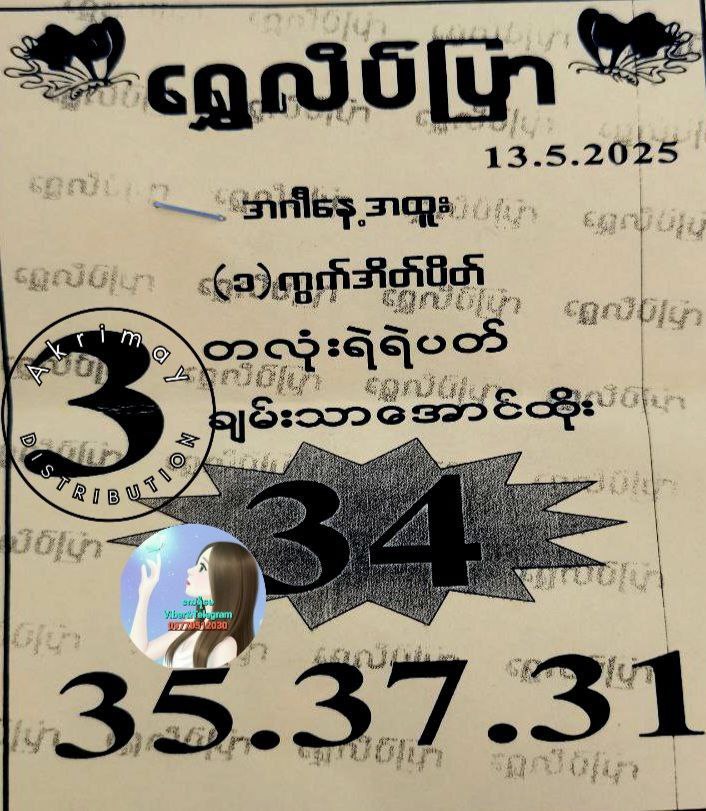 ရွှေလိပ်ပြာ
13.5.2025
အင်္ဂါနေ့အထူး
(၁)ကွက်အိတ်ပိတ်
တလုံးရဲရဲပတ်
ချမ်းသာအောင်ထိုး
3
Akrimay
DISTRIBUTION
34
Viber&Telegram
35.37.31